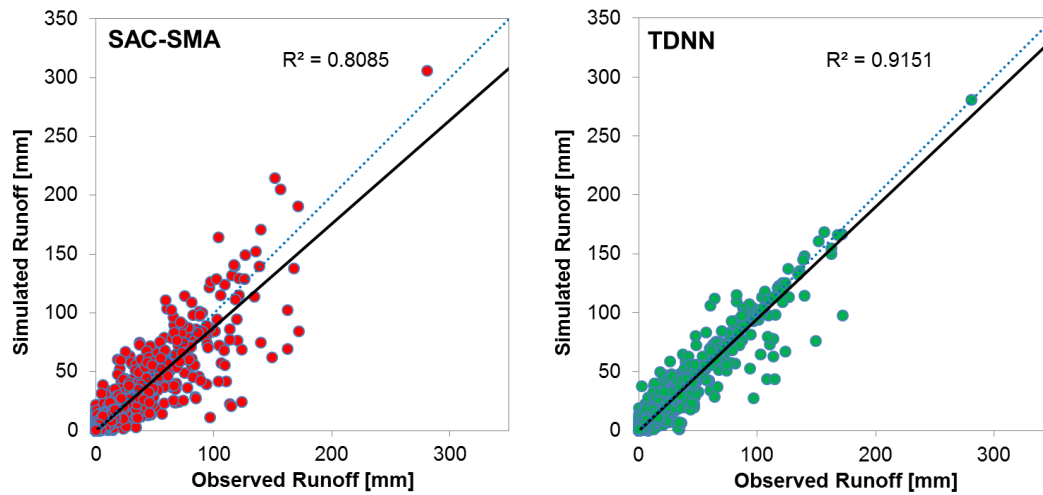 SAC-SMA
R² = 0.8085
Simulated Runoff [mm]
350
300
250
200
150
100
50
0
0 100 200 300
Observed Runoff [mm]
TDNN
R² = 0.9151
Simulated Runoff [mm]
350
300
250
200
150
100
50
0
0 100 200 300
Observed Runoff [mm]